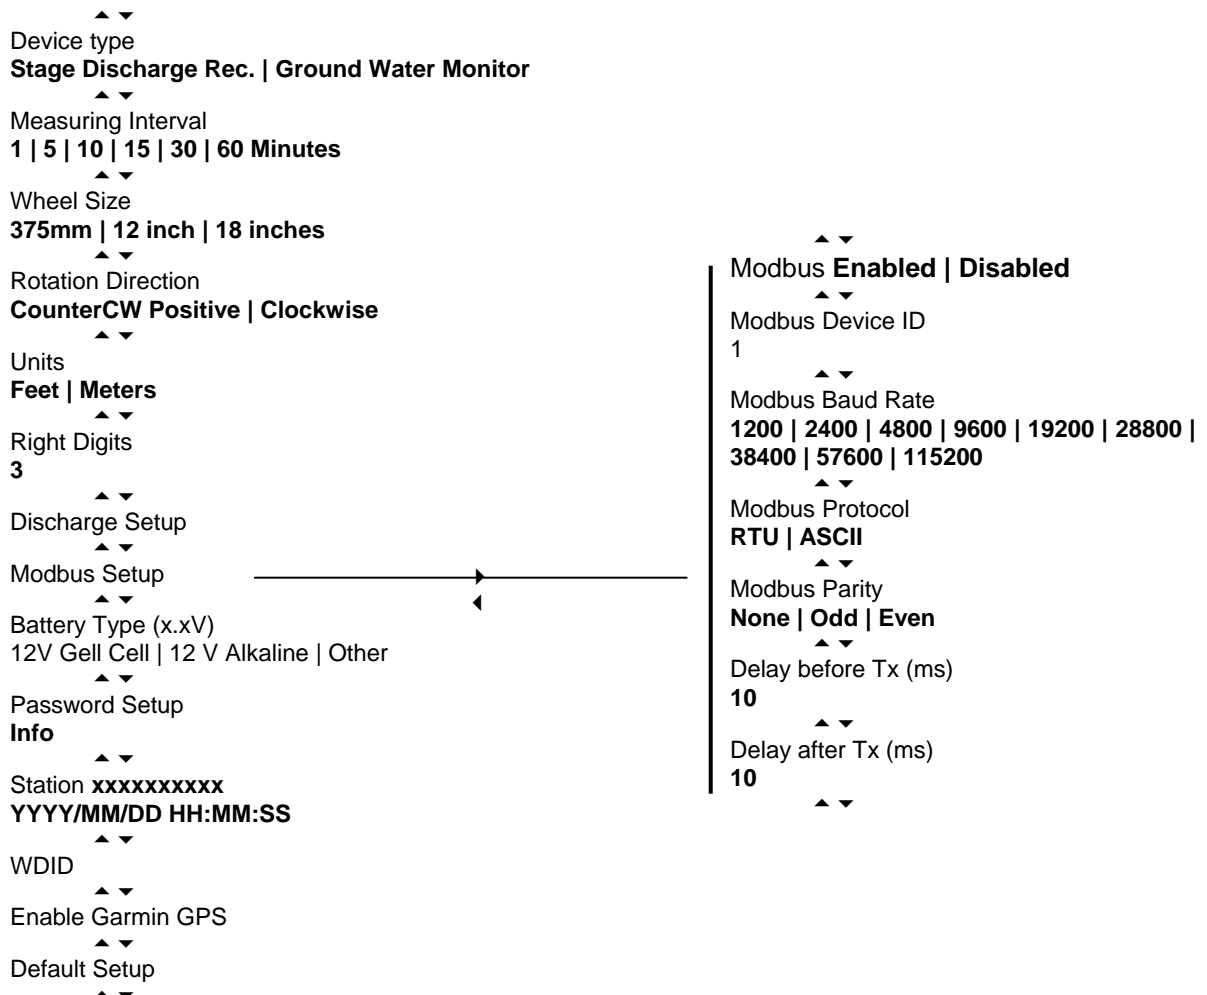 Device type
Stage Discharge Rec. | Ground Water Monitor
Measuring Interval
1 | 5 | 10 | 15 | 30 | 60 Minutes
Wheel Size
375mm | 12 inch | 18 inches
Rotation Direction
CounterCW Positive | Clockwise
Units
Feet | Meters
Right Digits
3
Discharge Setup
Modbus Setup
Battery Type (x.xV)
12V Gell Cell | 12 V Alkaline | Other
Password Setup
Info
Station xxxxxxxxxx
YYYY/MM/DD HH:MM:SS
WDID
Enable Garmin GPS
Default Setup
Modbus Enabled | Disabled
Modbus Device ID
1
Modbus Baud Rate
1200 | 2400 | 4800 | 9600 | 19200 | 28800 |
38400 | 57600 | 115200
Modbus Protocol
RTU | ASCII
Modbus Parity
None | Odd | Even
Delay before Tx (ms)
10
Delay after Tx (ms)
10